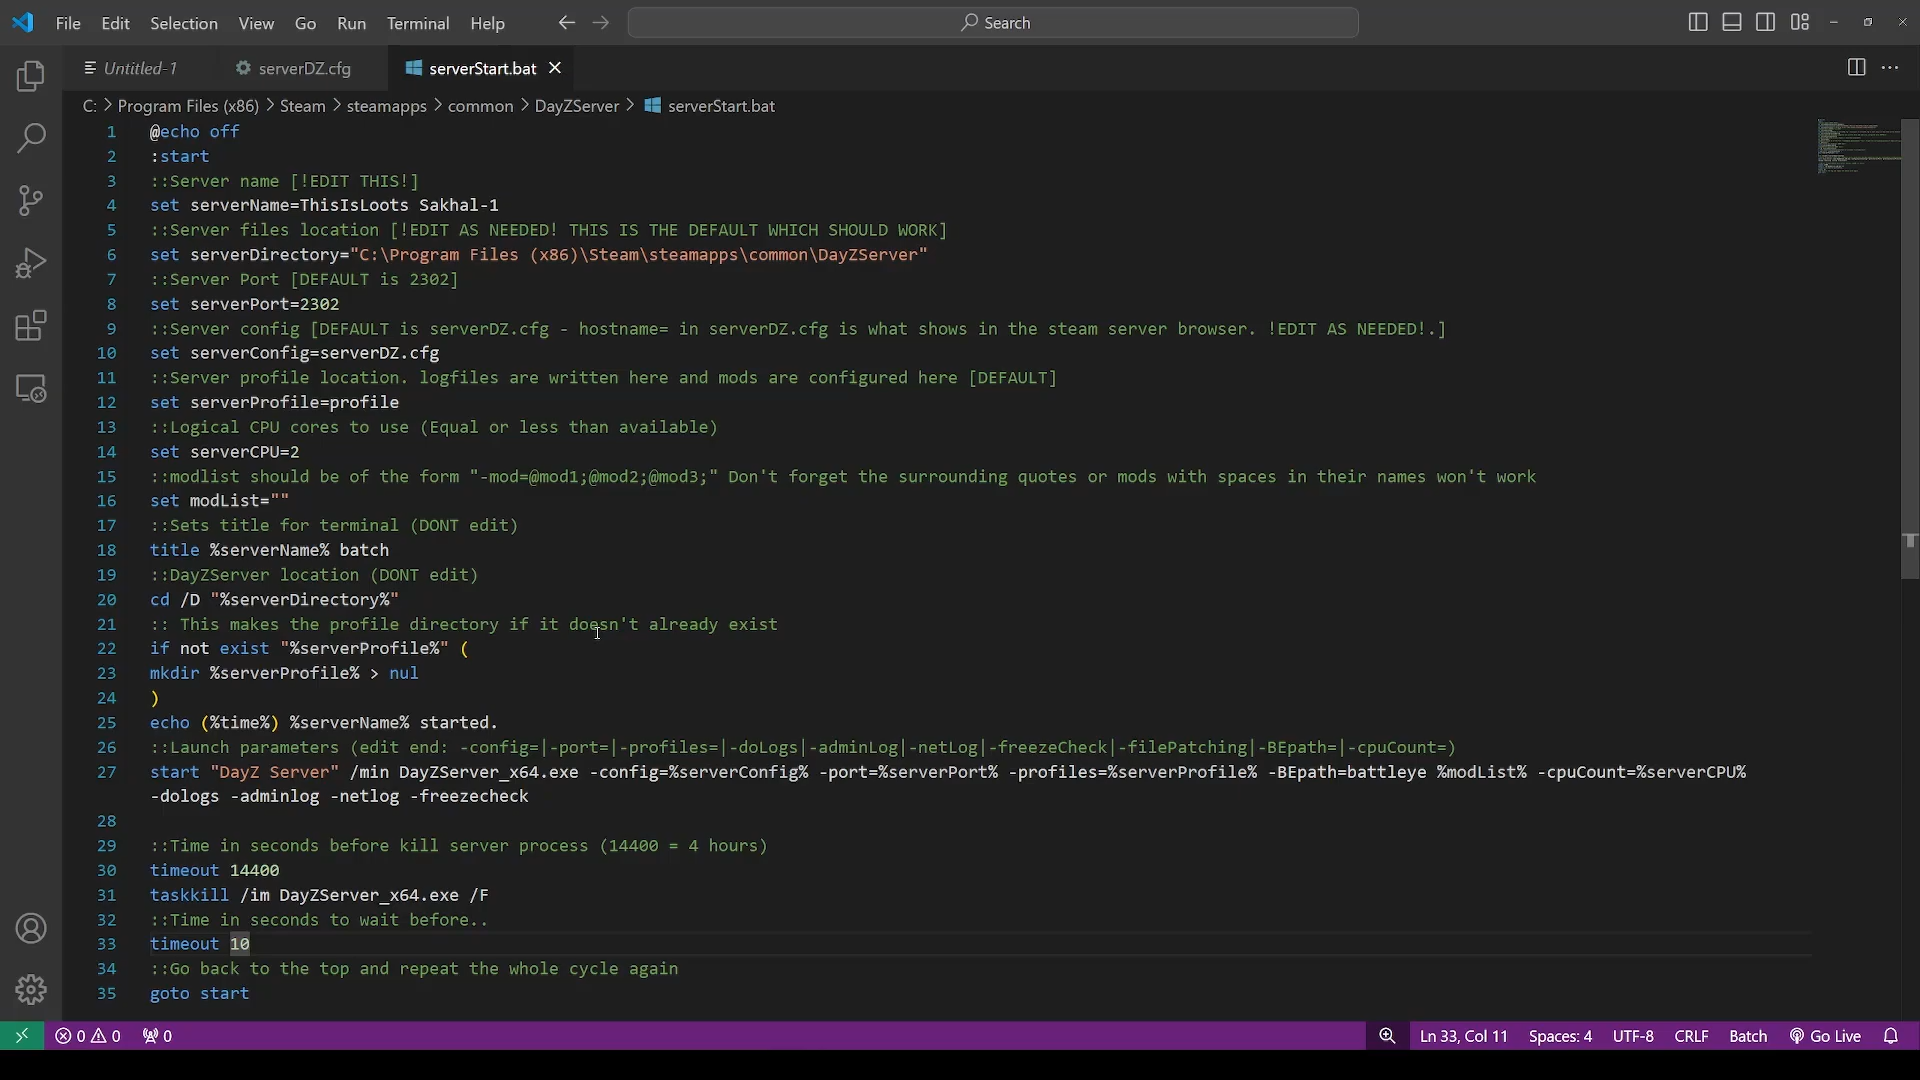 File Edit Selection View Go Run Terminal Help Search
Untitled-1 serverDZ.cfg serverStart.bat
C: > Program Files (x86) > Steam > steamapps > common > DayZServer > serverStart.bat
1 @echo off
2 :start
3 ::Server name [!EDIT THIS!]
4 set serverName=ThisIsLoots Sakhal-1
5 ::Server files location [!EDIT AS NEEDED! THIS IS THE DEFAULT WHICH SHOULD WORK]
6 set serverDirectory="C:\Program Files (x86)\Steam\steamapps\common\DayZServer"
7 ::Server Port [DEFAULT is 2302]
8 set serverPort=2302
9 ::Server config [DEFAULT is serverDZ.cfg - hostname= in serverDZ.cfg is what shows in the steam server browser. !EDIT AS NEEDED!.]
10 set serverConfig=serverDZ.cfg
11 ::Server profile location. logfiles are written here and mods are configured here [DEFAULT]
12 set serverProfile=profile
13 ::Logical CPU cores to use (Equal or less than available)
14 set serverCPU=2
15 ::modlist should be of the form "-mod=@mod1;@mod2;@mod3;" Don't forget the surrounding quotes or mods with spaces in their names won't work
16 set modList=""
17 ::Sets title for terminal (DONT edit)
18 title %serverName% batch
19 ::DayZServer location (DONT edit)
20 cd /D "%serverDirectory%"
21 :: This makes the profile directory if it doesn't already exist
22 if not exist "%serverProfile%" (
23 mkdir %serverProfile% > nul
24 )
25 echo (%time%) %serverName% started.
26 ::Launch parameters (edit end: -config=|-port=|-profiles=|-doLogs|-adminLog|-netLog|-freezeCheck|-filePatching|-BEpath=|-cpuCount=)
27 start "DayZ Server" /min DayZServer_x64.exe -config=%serverConfig% -port=%serverPort% -profiles=%serverProfile% -BEpath=battleye %modList% -cpuCount=%serverCPU%
-dologs -adminlog -netlog -freezecheck
28
29 ::Time in seconds before kill server process (14400 = 4 hours)
30 timeout 14400
31 taskkill /im DayZServer_x64.exe /F
32 ::Time in seconds to wait before..
33 timeout 10
34 ::Go back to the top and repeat the whole cycle again
35 goto start
0 0 0 Ln 33, Col 11 Spaces: 4 UTF-8 CRLF Batch Go Live